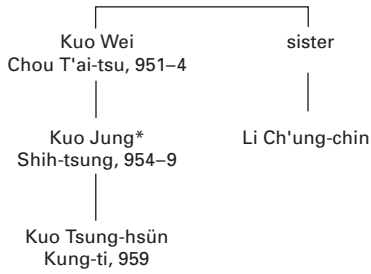 Kuo Wei
Chou T'ai-tsu, 951–4
sister
Kuo Jung*
Shih-tsung, 954–9
Li Ch'ung-chin
Kuo Tsung-hsün
Kung-ti, 959